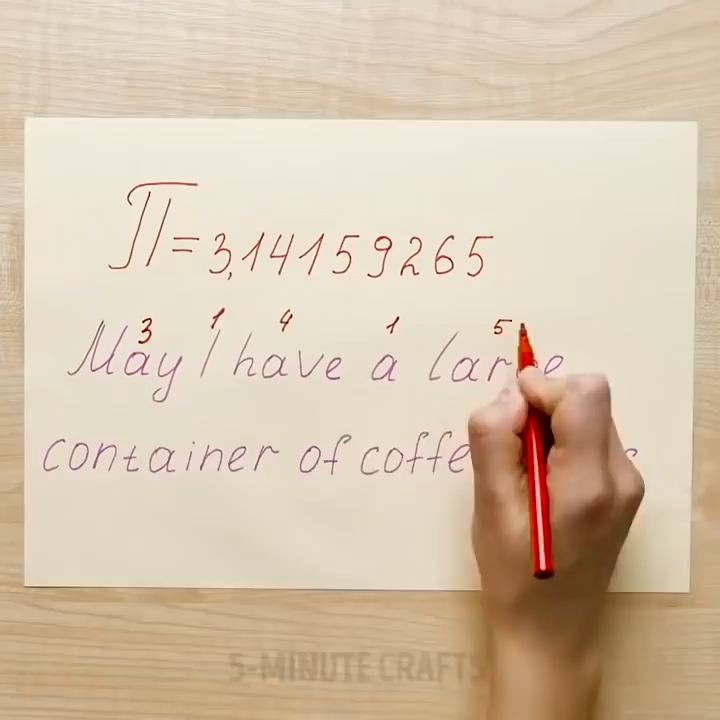 П=3,14159265
3 1 4 1 5
May I have a
container of
5-MINUTE CRAFTS